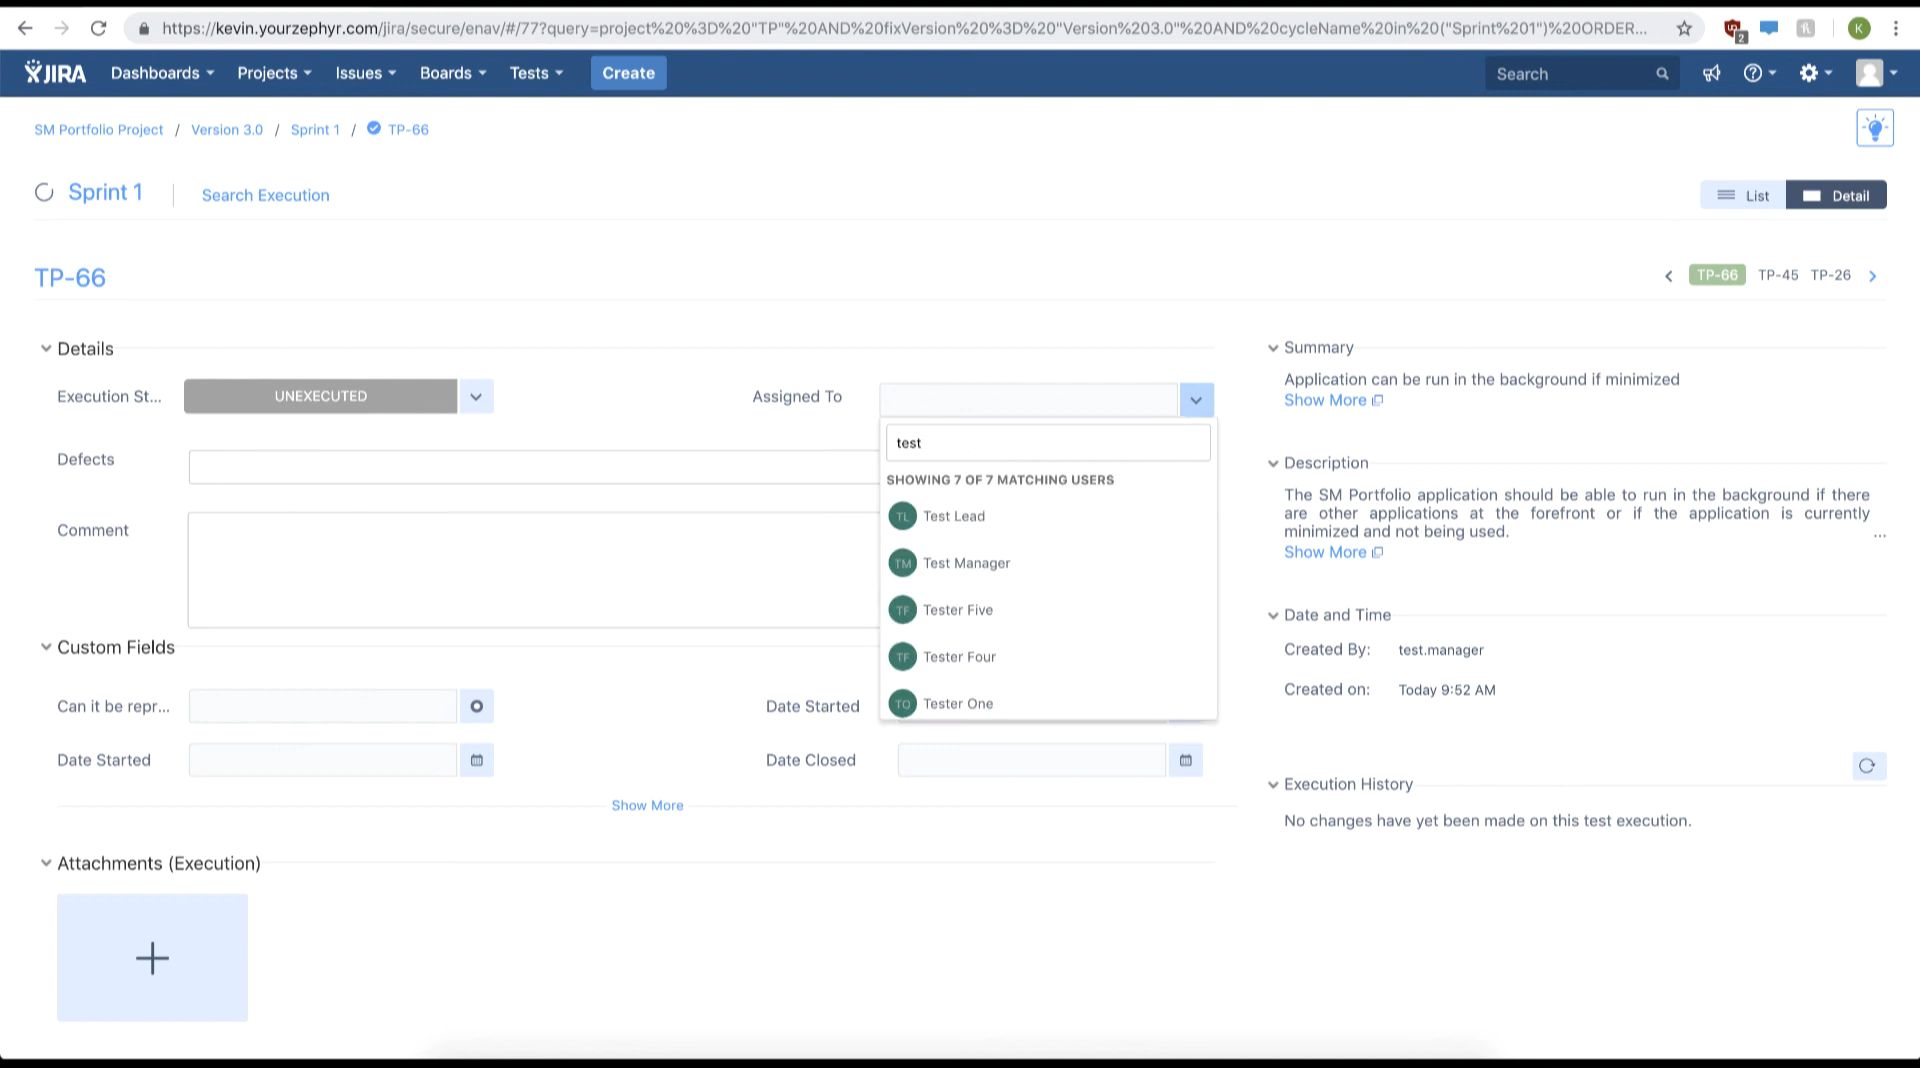 https://kevin.yourzephyr.com/jira/secure/enav/#/77?query=project%20%3D%20"TP"%20AND%20fixVersion%20%3D%20"Version%203.0"%20AND%20cycleName%20in%20("Sprint%201")%20ORDER...
2
K
JIRA Dashboards Projects Issues Boards Tests Create Search
SM Portfolio Project / Version 3.0 / Sprint 1 / TP-66
Sprint 1 Search Execution List Detail
TP-66 TP-66 TP-45 TP-26
Details
Execution St... UNEXECUTED Assigned To
test
Defects
SHOWING 7 OF 7 MATCHING USERS
TL Test Lead
Comment
TM Test Manager
TF Tester Five
TF Tester Four
TO Tester One
Custom Fields
Can it be repr... Date Started
Date Started Date Closed
Show More
Attachments (Execution)
Summary
Application can be run in the background if minimized
Show More
Description
The SM Portfolio application should be able to run in the background if there
are other applications at the forefront or if the application is currently
minimized and not being used. ...
Show More
Date and Time
Created By: test.manager
Created on: Today 9:52 AM
Execution History
No changes have yet been made on this test execution.